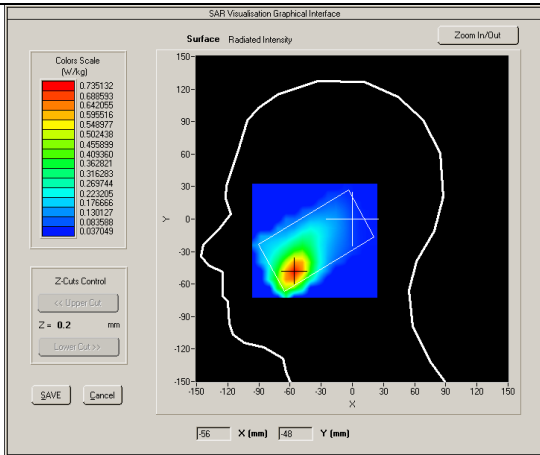 SAR Visualisation Graphical Interface
Surface Radiated Intensity
Zoom In/Out
Colors Scale
(W/kg)
0.735132
0.688593
0.642055
0.595516
0.548977
0.502438
0.455899
0.409360
0.362821
0.316283
0.269744
0.223205
0.176666
0.130127
0.083588
0.037049
Z-Cuts Control
<< Upper Cut
Z = 0.2 mm
Lower Cut >>
SAVE Cancel
150
120
90
60
30
0
-30
-60
-90
-120
-150
Y
-150 -120 -90 -60 -30 0 30 60 90 120 150
X
-56 X (mm) -48 Y (mm)